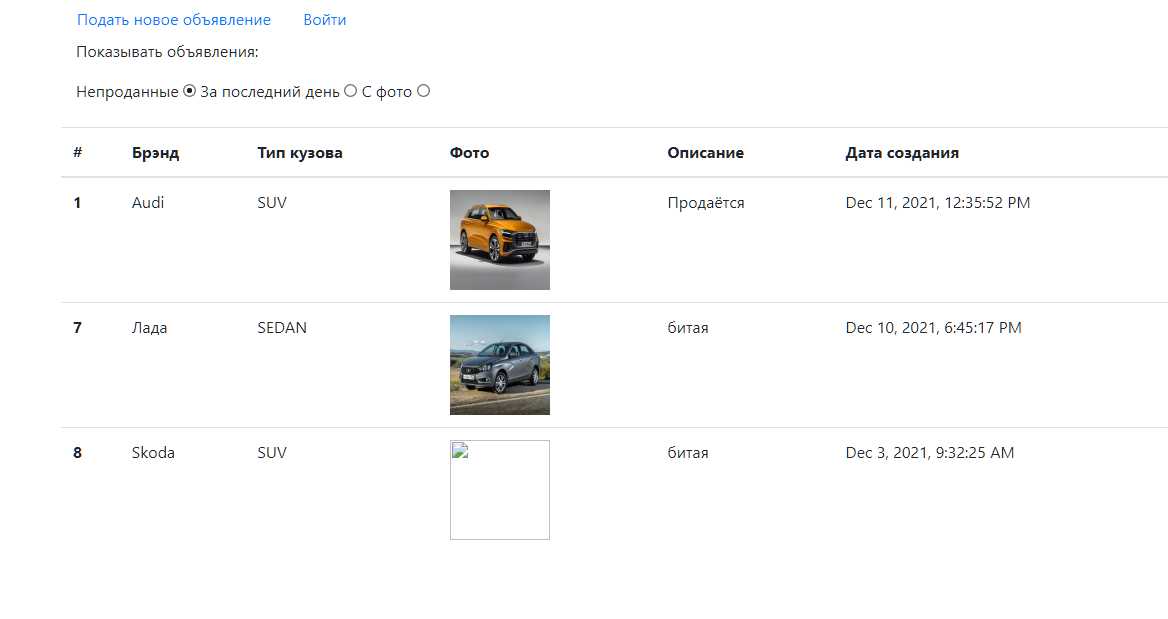 Подать новое объявление Войти
Показывать объявления:
Непроданные За последний день С фото
# Брэнд Тип кузова Фото Описание Дата создания
1 Audi SUV Продаётся Dec 11, 2021, 12:35:52 PM
7 Лада SEDAN битая Dec 10, 2021, 6:45:17 PM
8 Skoda SUV битая Dec 3, 2021, 9:32:25 AM